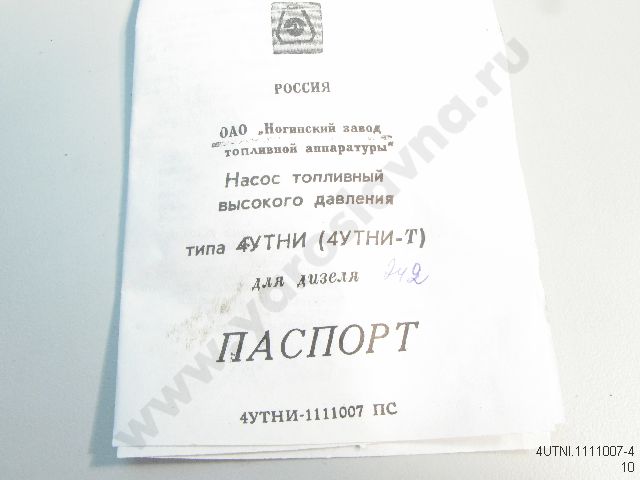 РОССИЯ
ОАО „Ногинский завод
топливной аппаратуры"
Насос топливный
высокого давления
типа 4УТНИ (4УТНИ-Т)
для дизеля 242
ПАСПОРТ
4УТНИ-1111007 ПС
www.yaroslavna.ru
4UTNI.1111007-4
10